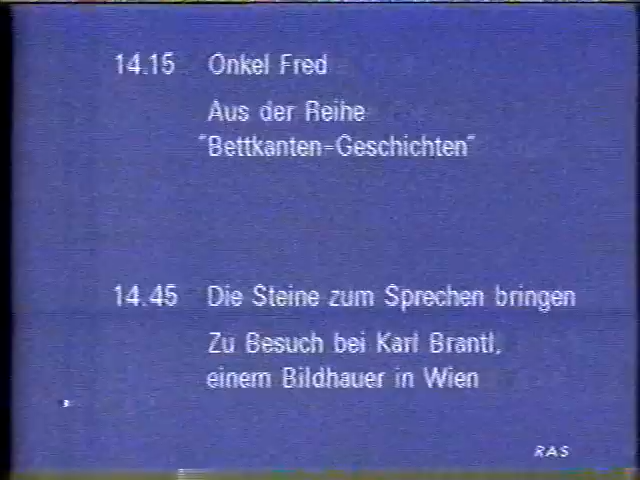 14.15 Onkel Fred
Aus der Reihe
"Bettkanten-Geschichten"
14.45 Die Steine zum Sprechen bringen
Zu Besuch bei Karl Brantl,
einem Bildhauer in Wien
RAS